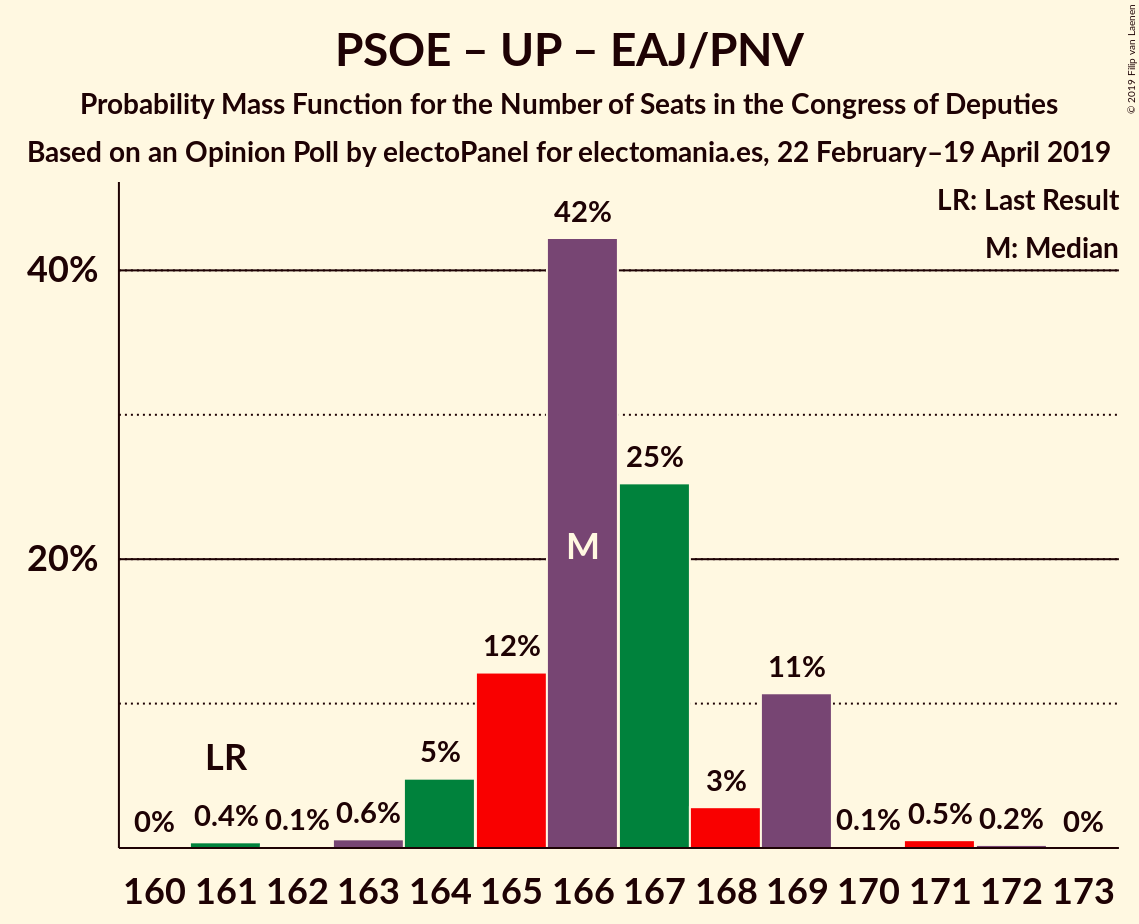 PSOE – UP – EAJ/PNV
Probability Mass Function for the Number of Seats in the Congress of Deputies
Based on an Opinion Poll by electoPanel for electomania.es, 22 February–19 April 2019
© 2019 Filip van Laenen
LR: Last Result
M: Median
40%
20%
0%
LR
0.4%
0.1%
0.6%
5%
12%
42%
M
25%
3%
11%
0.1%
0.5%
0.2%
0%
160 161 162 163 164 165 166 167 168 169 170 171 172 173